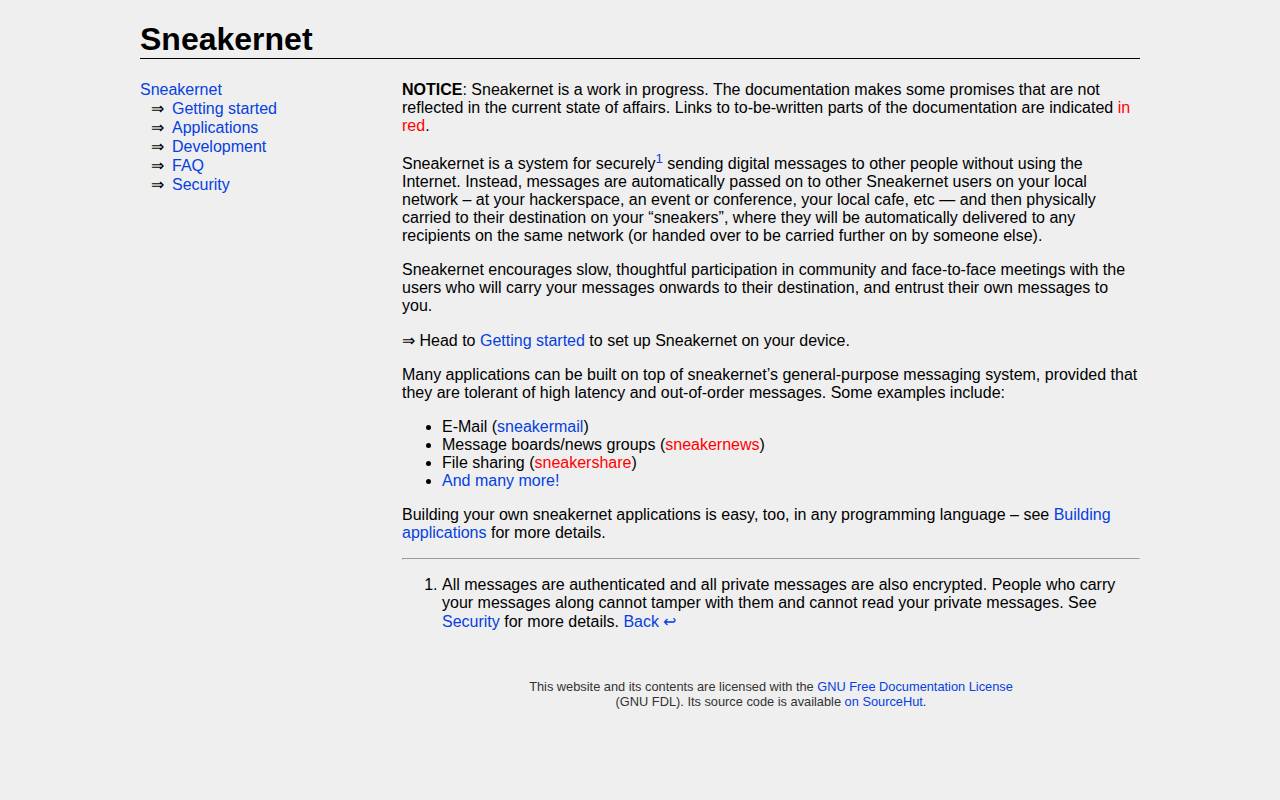 Sneakernet
Sneakernet
⇒ Getting started
⇒ Applications
⇒ Development
⇒ FAQ
⇒ Security
NOTICE: Sneakernet is a work in progress. The documentation makes some promises that are not
reflected in the current state of affairs. Links to to-be-written parts of the documentation are indicated in
red.
Sneakernet is a system for securely1 sending digital messages to other people without using the
Internet. Instead, messages are automatically passed on to other Sneakernet users on your local
network – at your hackerspace, an event or conference, your local cafe, etc — and then physically
carried to their destination on your “sneakers”, where they will be automatically delivered to any
recipients on the same network (or handed over to be carried further on by someone else).
Sneakernet encourages slow, thoughtful participation in community and face-to-face meetings with the
users who will carry your messages onwards to their destination, and entrust their own messages to
you.
⇒ Head to Getting started to set up Sneakernet on your device.
Many applications can be built on top of sneakernet’s general-purpose messaging system, provided that
they are tolerant of high latency and out-of-order messages. Some examples include:
• E-Mail (sneakermail)
• Message boards/news groups (sneakernews)
• File sharing (sneakershare)
• And many more!
Building your own sneakernet applications is easy, too, in any programming language – see Building
applications for more details.
1. All messages are authenticated and all private messages are also encrypted. People who carry
your messages along cannot tamper with them and cannot read your private messages. See
Security for more details. Back ↩
This website and its contents are licensed with the GNU Free Documentation License
(GNU FDL). Its source code is available on SourceHut.